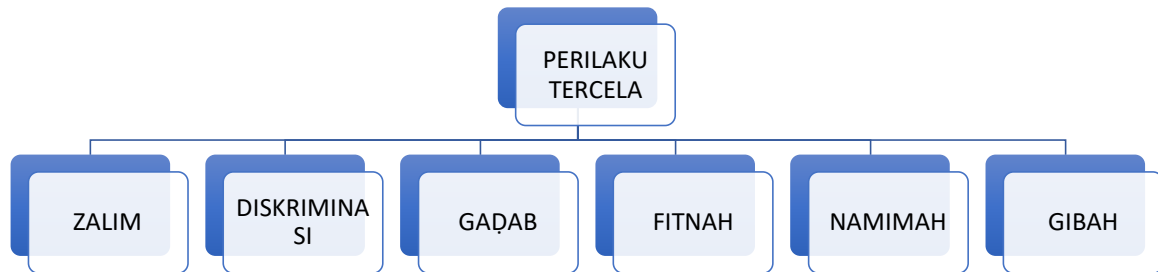 PERILAKU
TERCELA
ZALIM
DISKRIMINA
SI
GAḌAB
FITNAH
NAMIMAH
GIBAH